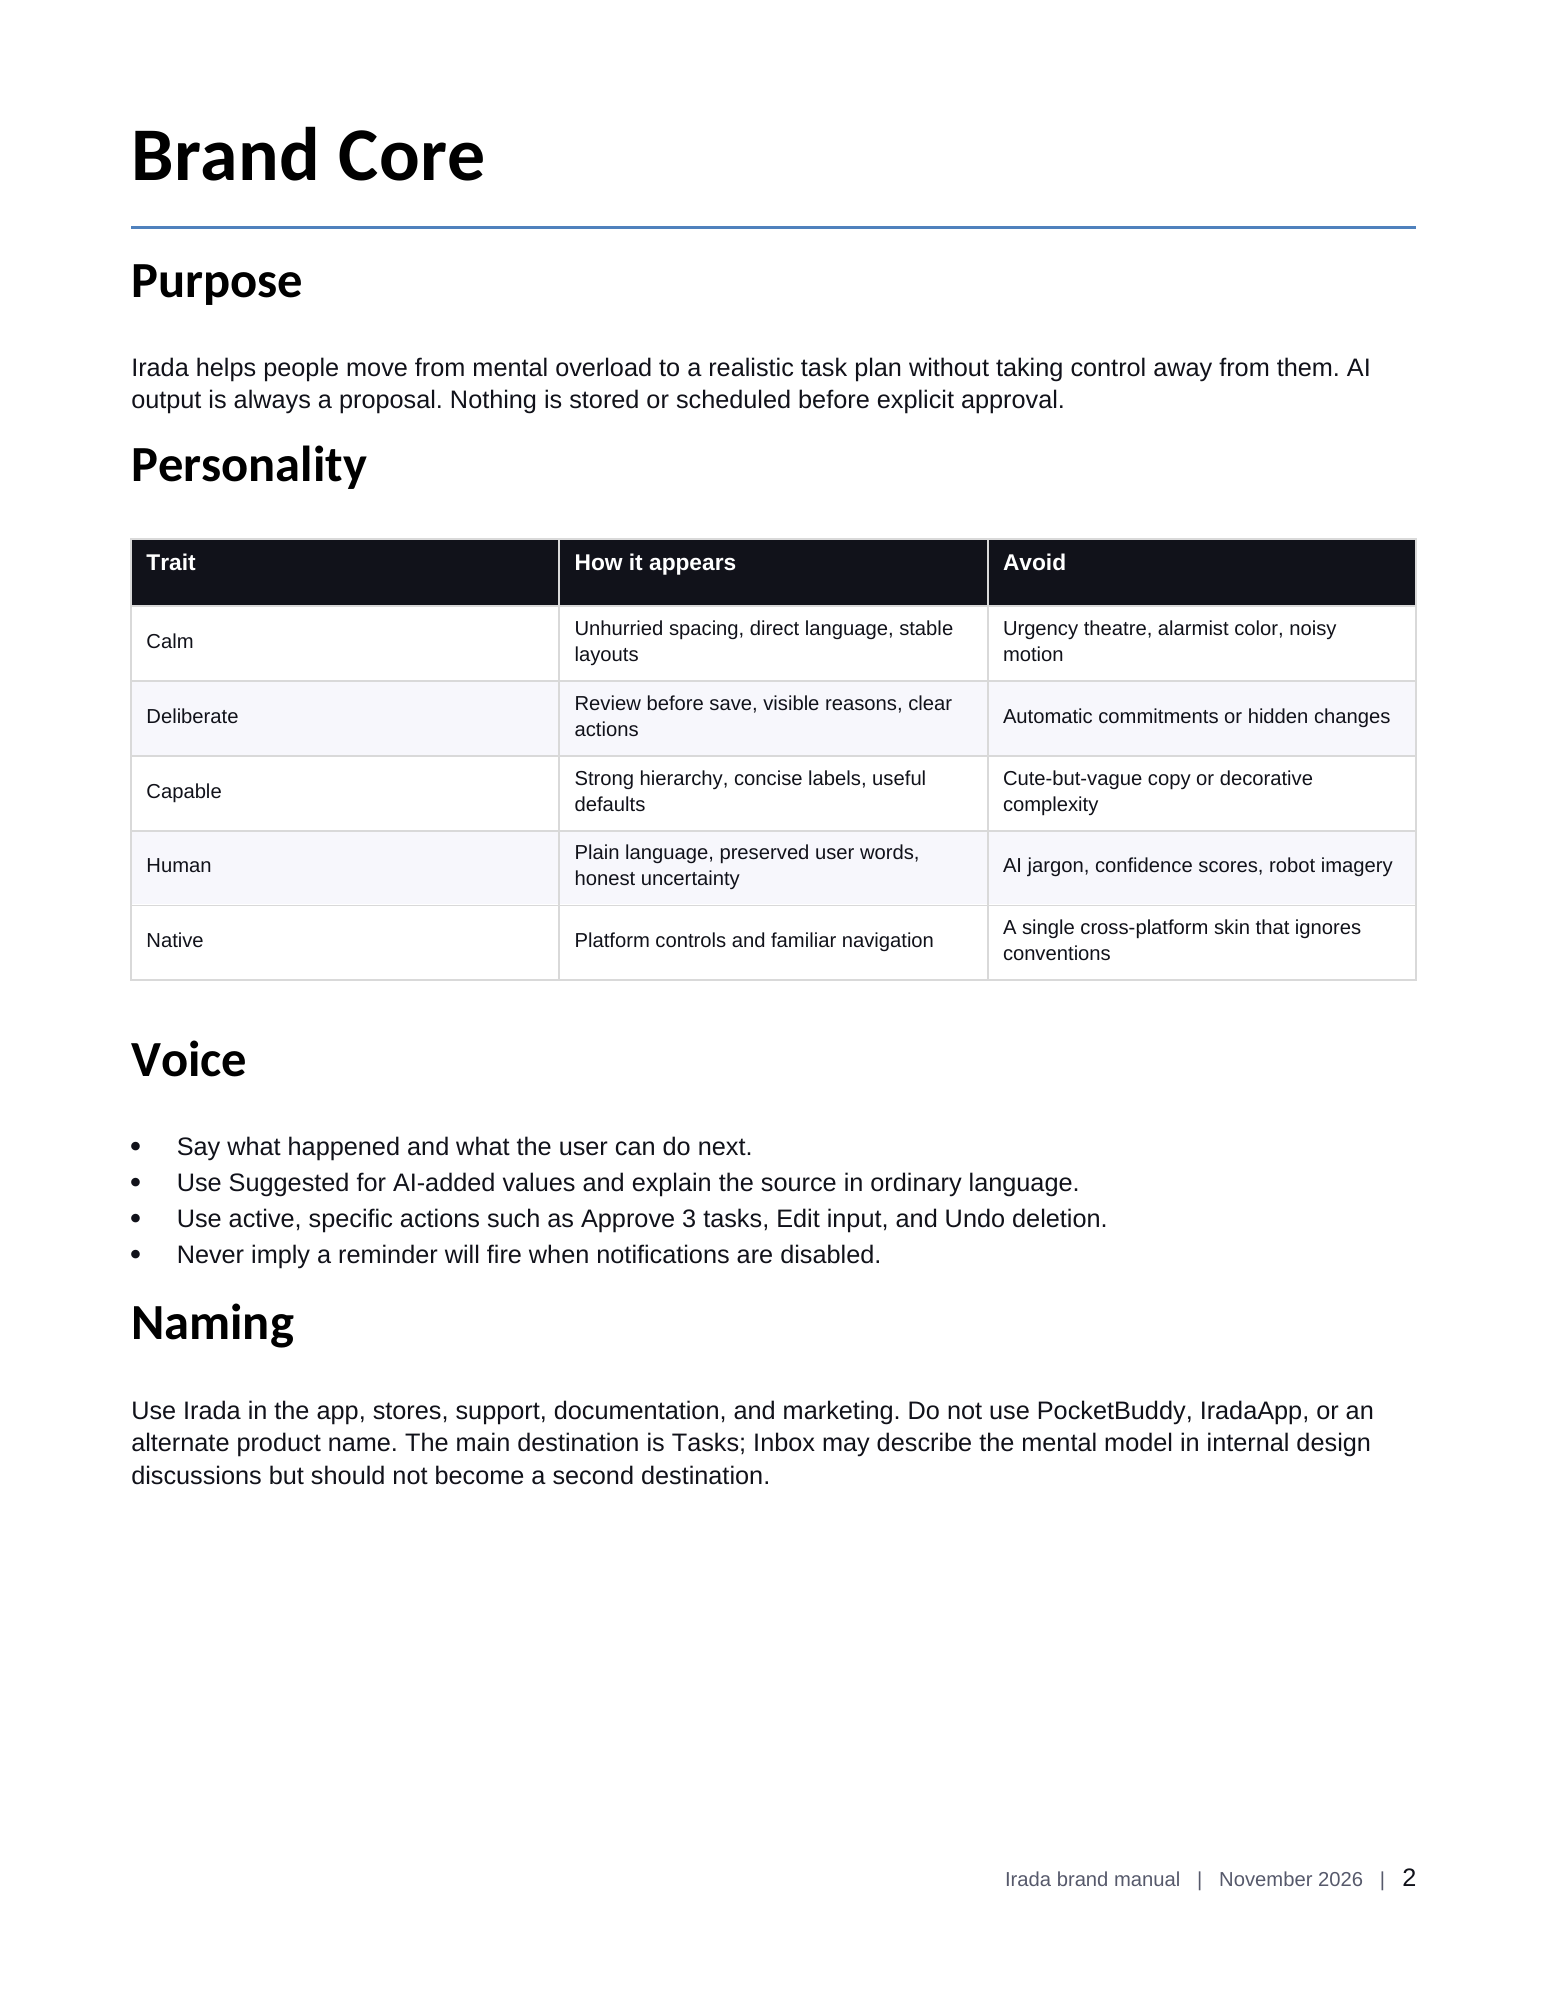 Brand Core
Purpose
Irada helps people move from mental overload to a realistic task plan without taking control away from them. AI
output is always a proposal. Nothing is stored or scheduled before explicit approval.
Personality
Trait
How it appears
Avoid
Calm
Unhurried spacing, direct language, stable
layouts
Urgency theatre, alarmist color, noisy
motion
Deliberate
Review before save, visible reasons, clear
actions
Automatic commitments or hidden changes
Capable
Strong hierarchy, concise labels, useful
defaults
Cute-but-vague copy or decorative
complexity
Human
Plain language, preserved user words,
honest uncertainty
AI jargon, confidence scores, robot imagery
Native
Platform controls and familiar navigation
A single cross-platform skin that ignores
conventions
Voice
• Say what happened and what the user can do next.
• Use Suggested for AI-added values and explain the source in ordinary language.
• Use active, specific actions such as Approve 3 tasks, Edit input, and Undo deletion.
• Never imply a reminder will fire when notifications are disabled.
Naming
Use Irada in the app, stores, support, documentation, and marketing. Do not use PocketBuddy, IradaApp, or an
alternate product name. The main destination is Tasks; Inbox may describe the mental model in internal design
discussions but should not become a second destination.
Irada brand manual | November 2026 | 2